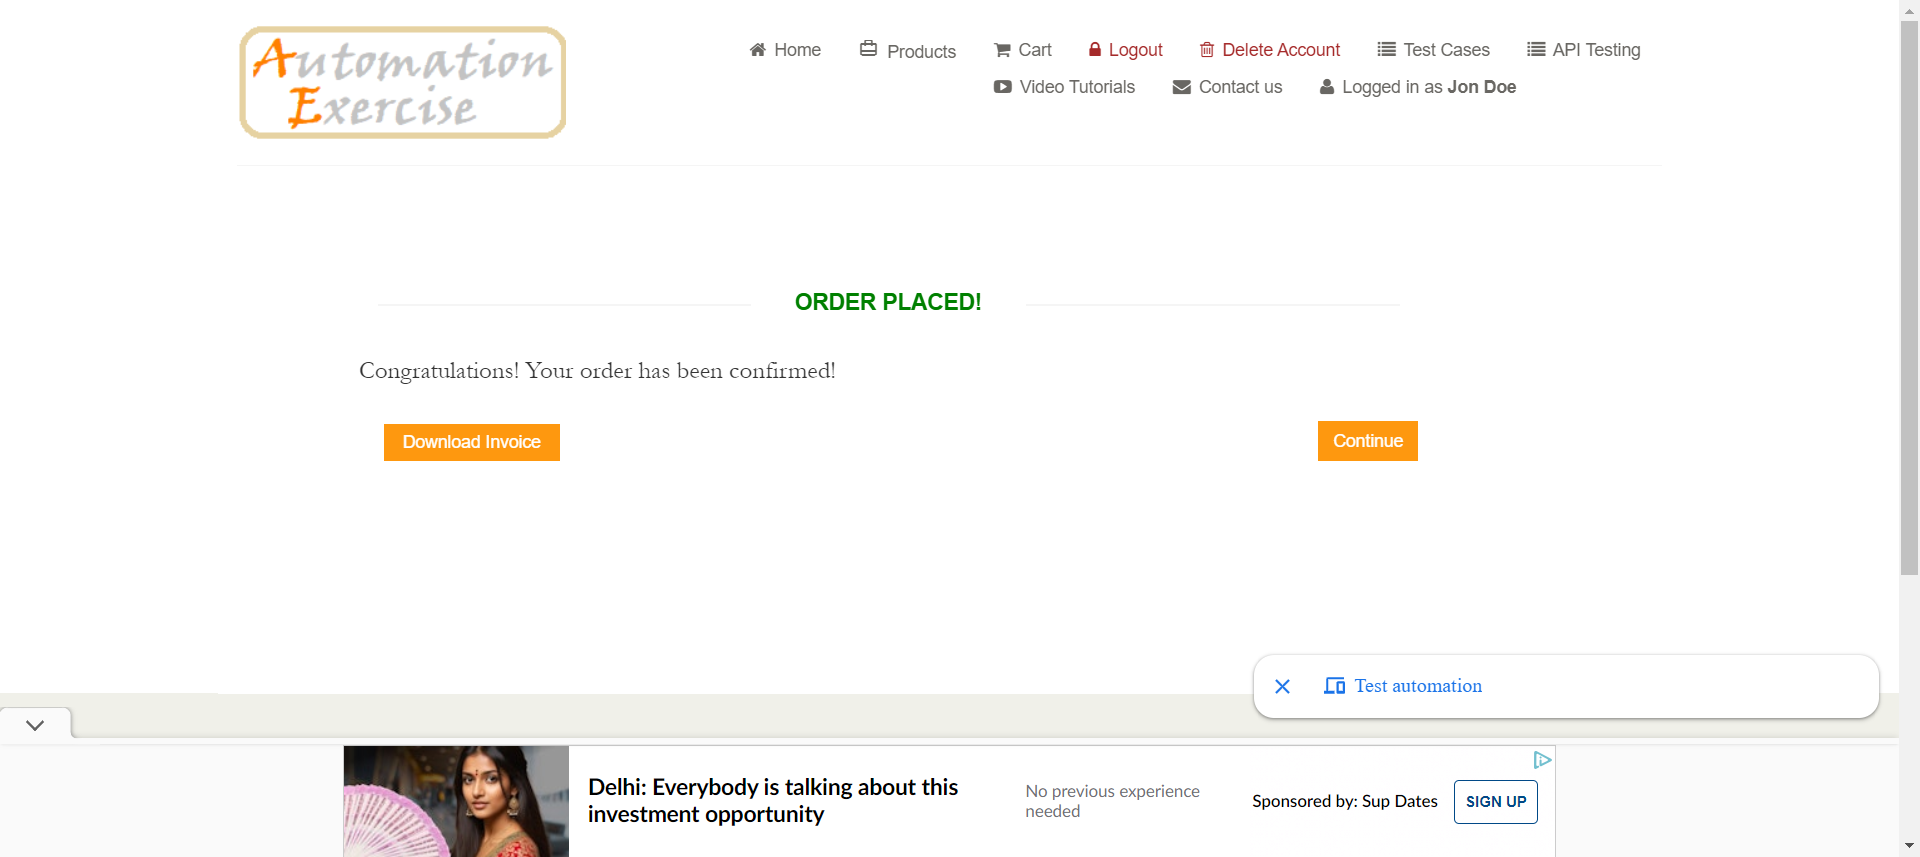 Automation
Exercise
Home
Products
Cart
Logout
Delete Account
Test Cases
API Testing
Video Tutorials
Contact us
Logged in as Jon Doe
ORDER PLACED!
Congratulations! Your order has been confirmed!
Download Invoice
Continue
Test automation
Delhi: Everybody is talking about this
investment opportunity
No previous experience
needed
Sponsored by: Sup Dates
SIGN UP